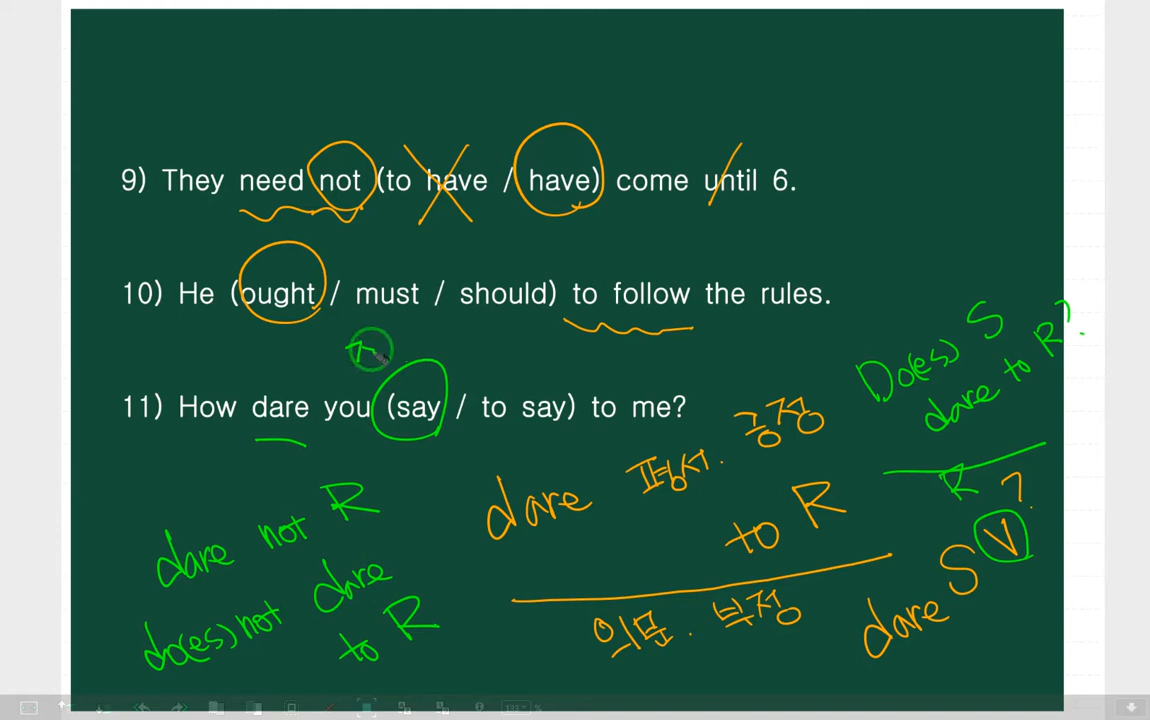 9) They need not (to have / have) come until 6.
10) He (ought / must / should) to follow the rules.
11) How dare you (say / to say) to me?
Do(es) S
dare to R?
R
dare S V ?
dare 평서. 긍정
to R
의문. 부정
dare not R
do(es) not dare
to R
133 %